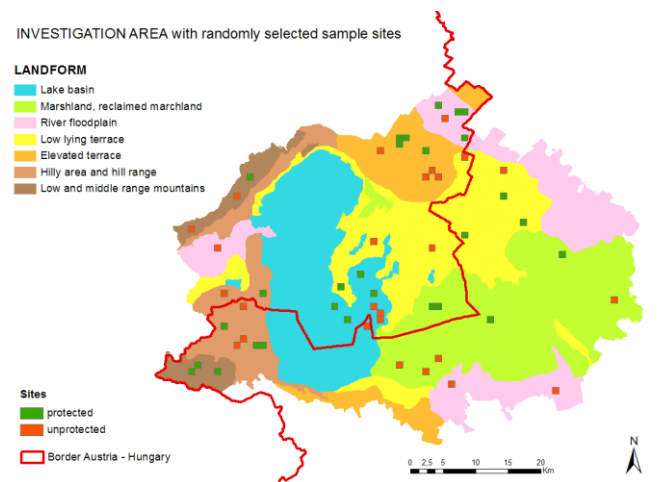 INVESTIGATION AREA with randomly selected sample sites
LANDFORM
Lake basin
Marshland, reclaimed marchland
River floodplain
Low lying terrace
Elevated terrace
Hilly area and hill range
Low and middle range mountains
Sites
protected
unprotected
Border Austria - Hungary
0 2,5 5 10 15 20
Km
N